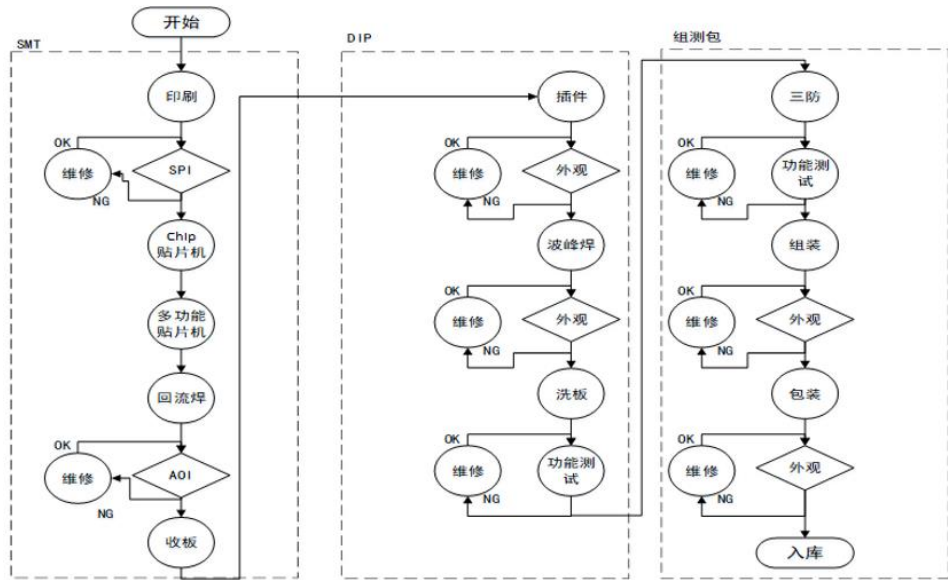 开始
SMT
印刷
OK
SPI
维修
NG
Chip
贴片机
多功能
贴片机
回流焊
OK
AOI
维修
NG
收板
DIP
插件
OK
外观
维修
NG
波峰焊
OK
外观
维修
NG
洗板
OK
功能测
试
维修
NG
组测包
三防
OK
功能测
试
维修
NG
组装
OK
外观
维修
NG
包装
OK
外观
维修
NG
入库